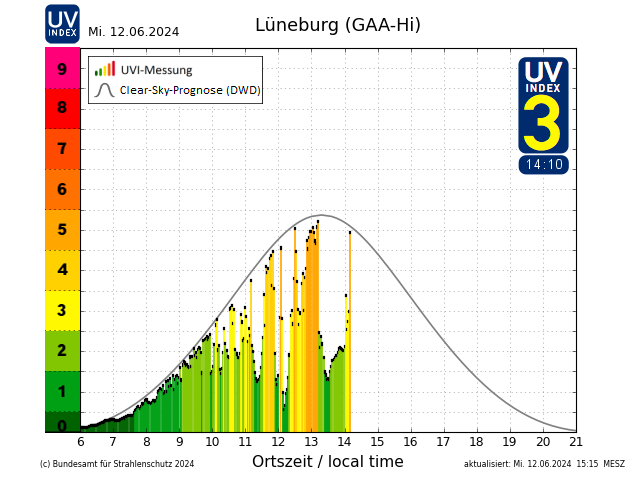 UV
INDEX
Mi. 12.06.2024
Lüneburg (GAA-Hi)
UVI-Messung
Clear-Sky-Prognose (DWD)
UV
INDEX
3
14:10
9
8
7
6
5
4
3
2
1
0
6 7 8 9 10 11 12 13 14 15 16 17 18 19 20 21
(c) Bundesamt für Strahlenschutz 2024
Ortszeit / local time
aktualisiert: Mi. 12.06.2024 15:15 MESZ